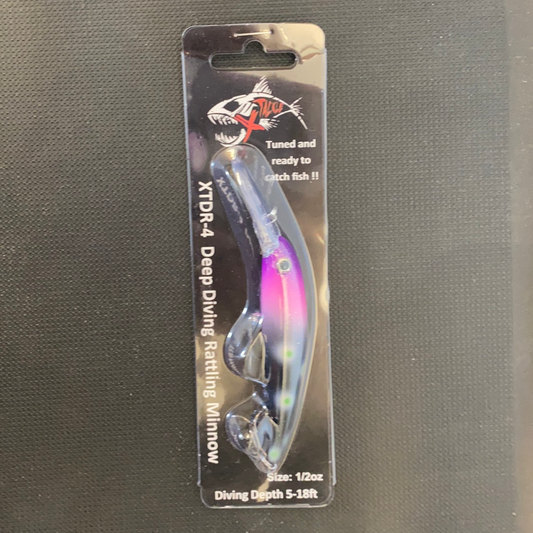 X TACKLE
Tuned and
ready to
catch fish !!
XTDR-4 Deep Diving Rattling Minnow
Size: 1/2oz
Diving Depth 5-18ft